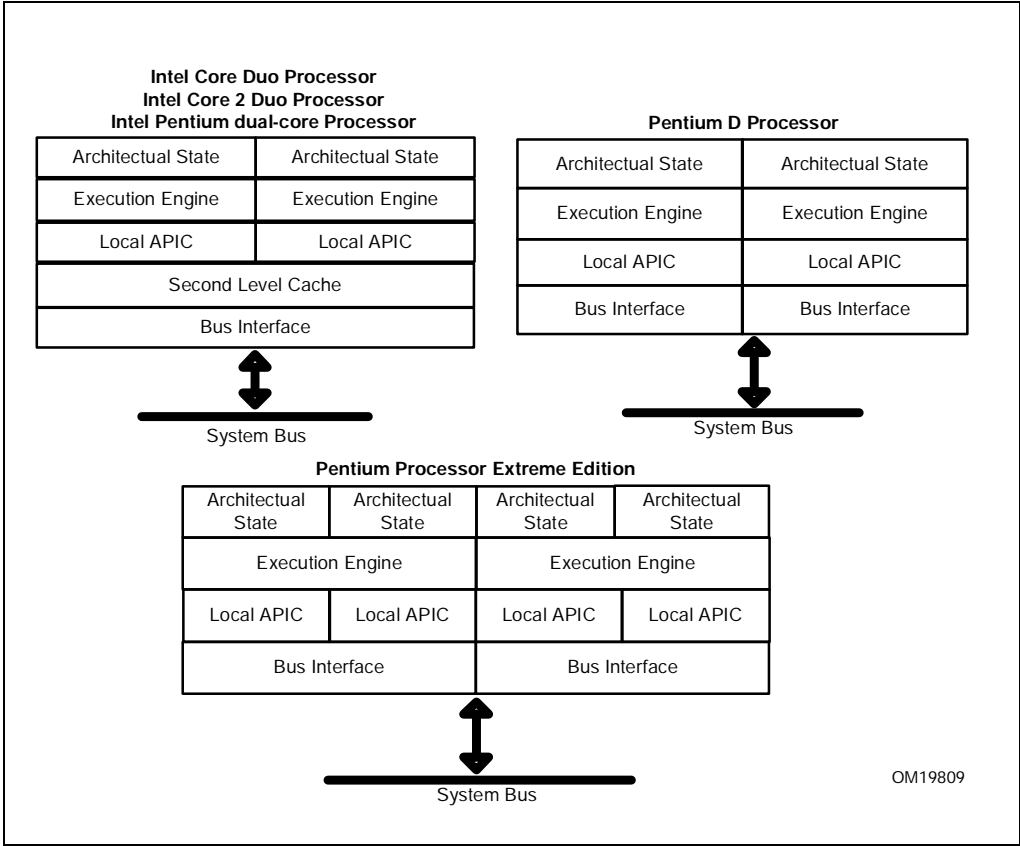 Intel Core Duo Processor
Intel Core 2 Duo Processor
Intel Pentium dual-core Processor
Architectual State
Architectual State
Execution Engine
Execution Engine
Local APIC
Local APIC
Second Level Cache
Bus Interface
System Bus
Pentium D Processor
Architectual State
Architectual State
Execution Engine
Execution Engine
Local APIC
Local APIC
Bus Interface
Bus Interface
System Bus
Pentium Processor Extreme Edition
Architectual
State
Architectual
State
Architectual
State
Architectual
State
Execution Engine
Execution Engine
Local APIC
Local APIC
Local APIC
Local APIC
Bus Interface
Bus Interface
System Bus
OM19809